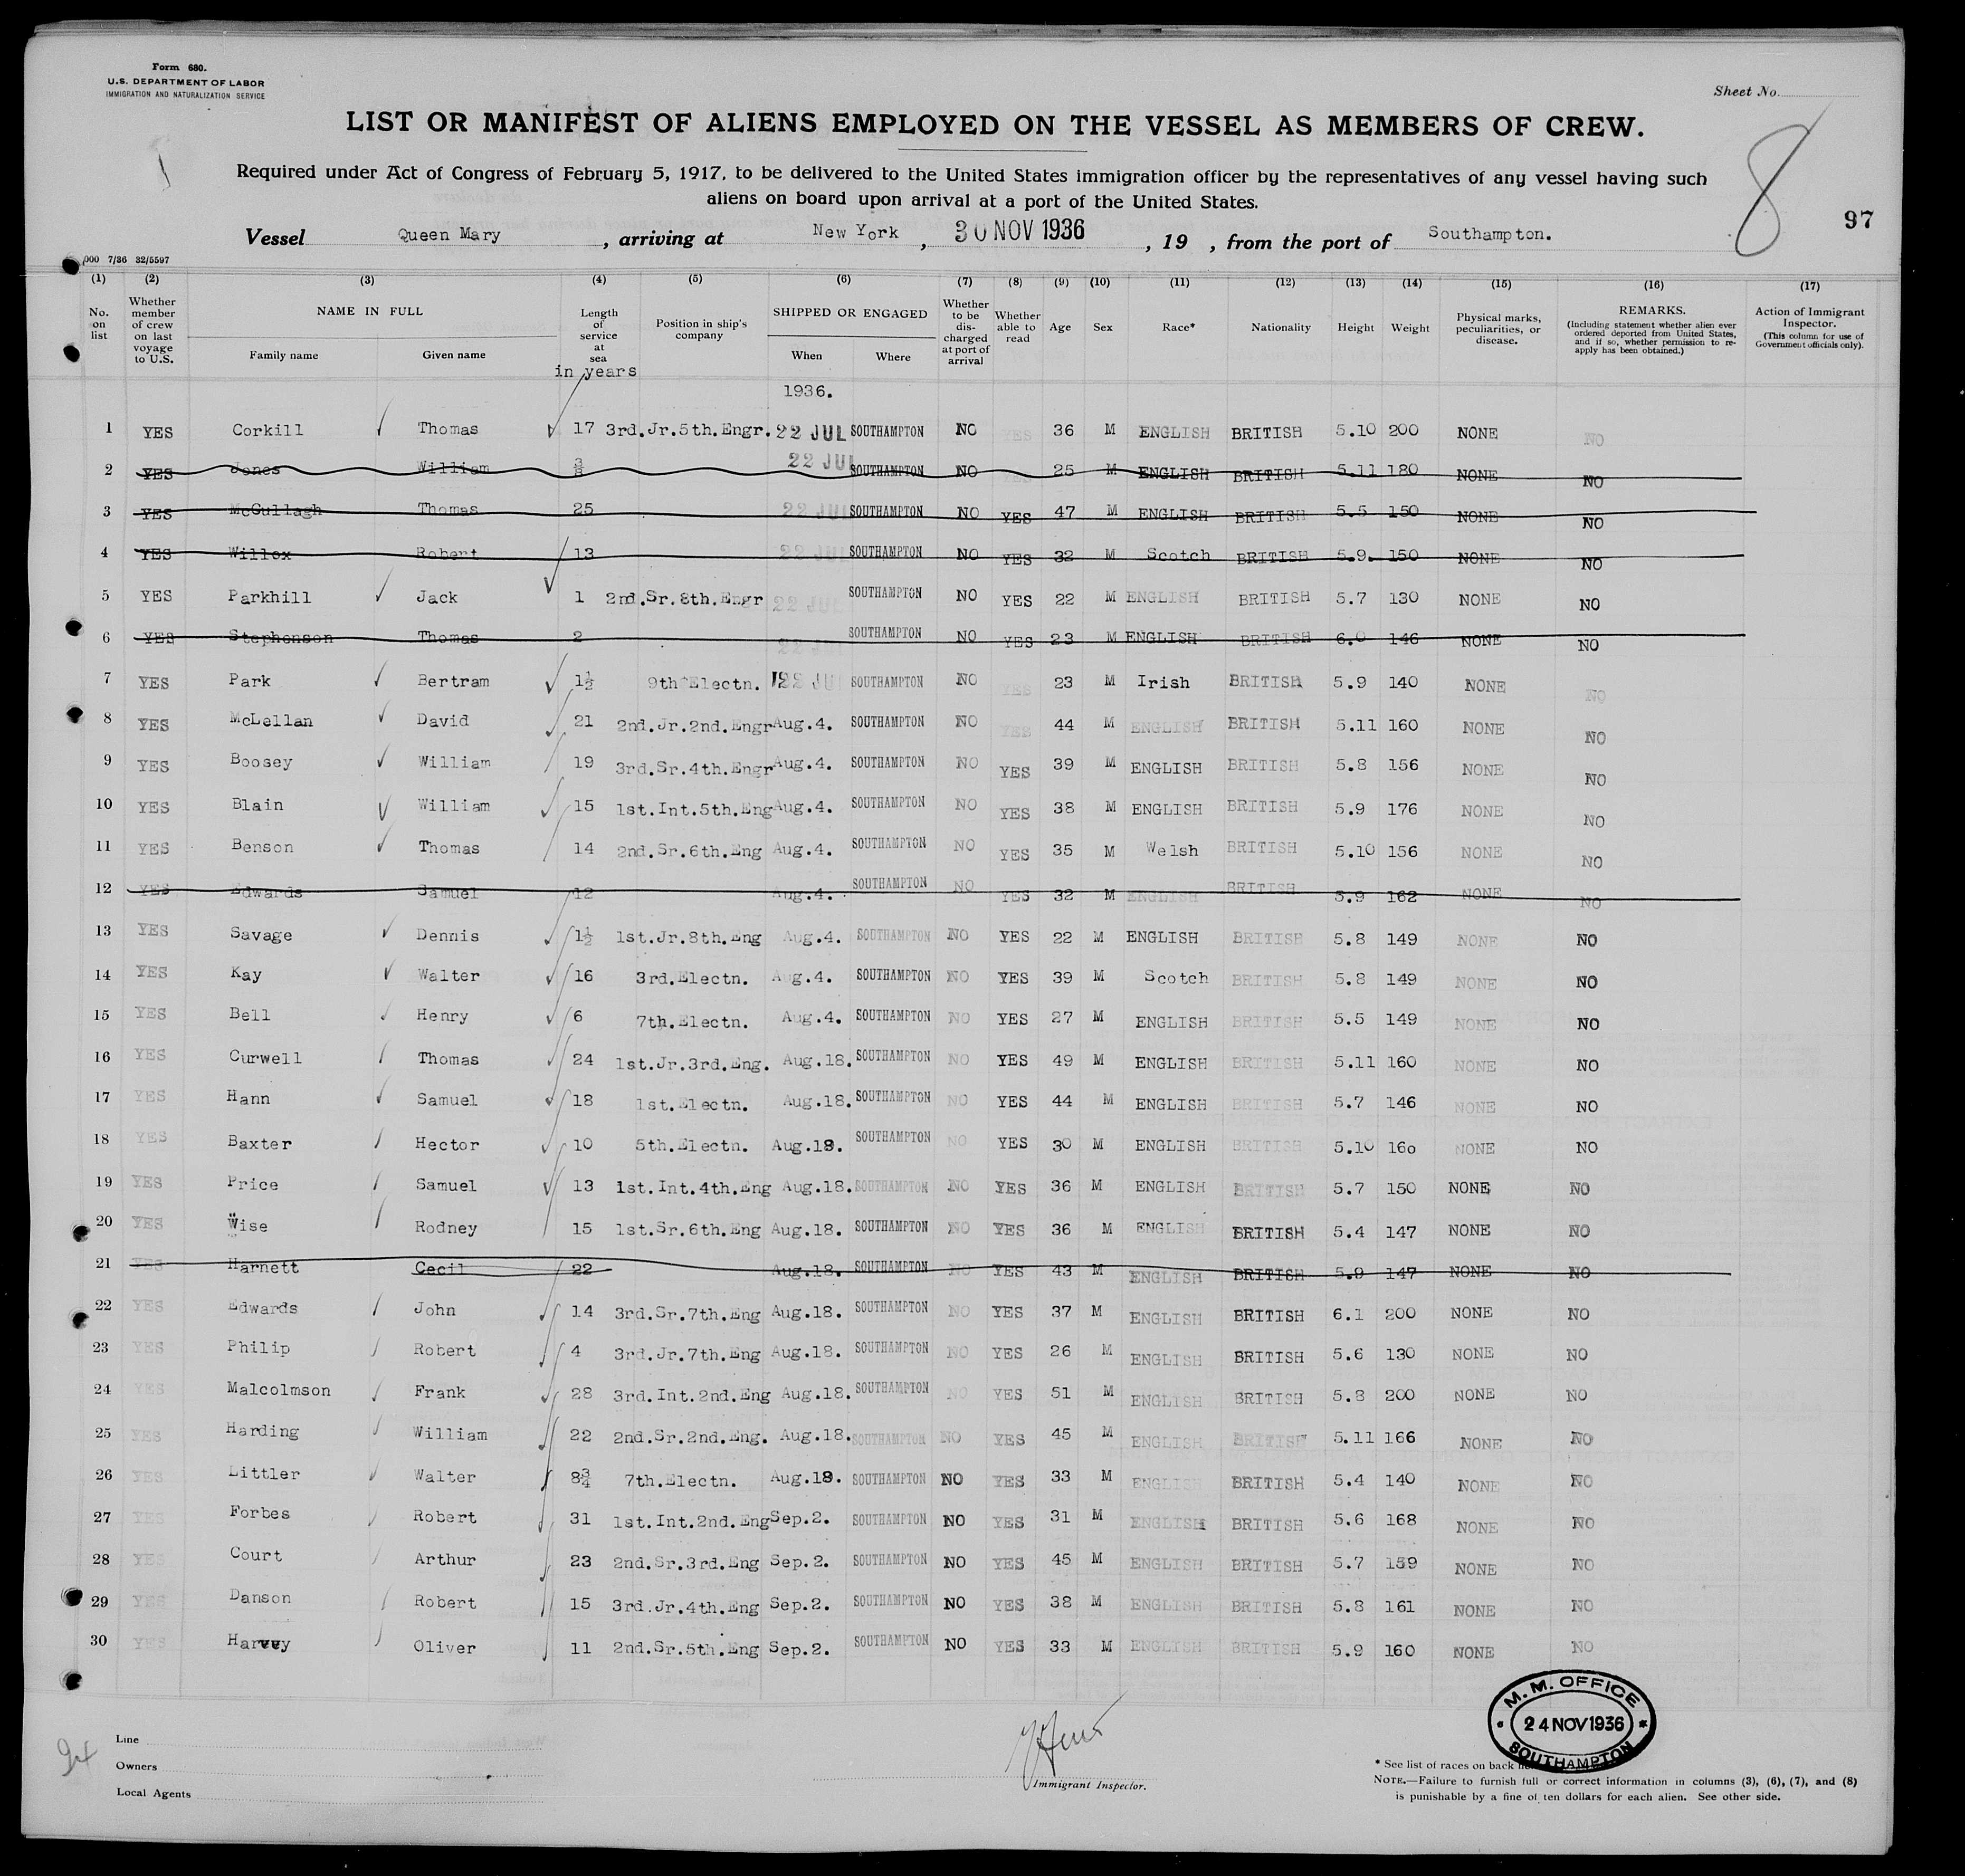 Form 680.
U.S. DEPARTMENT OF LABOR
IMMIGRATION AND NATURALIZATION SERVICE
Sheet No.
LIST OR MANIFEST OF ALIENS EMPLOYED ON THE VESSEL AS MEMBERS OF CREW.
8
Required under Act of Congress of February 5, 1917, to be delivered to the United States immigration officer by the representatives of any vessel having such
aliens on board upon arrival at a port of the United States.
97
Vessel Queen Mary, arriving at New York, 30 NOV 1936, 19 , from the port of Southampton.
000 7/36 32/5597
(1) (2) (3) (4) (5) (6) (7) (8) (9) (10) (11) (12) (13) (14) (15) (16) (17)
No. on list Whether member of crew on last voyage to U.S. NAME IN FULL Family name Given name Length of service at sea in years Position in ship's company SHIPPED OR ENGAGED When Where Whether to be discharged at port of arrival Whether able to read Age Sex Race* Nationality Height Weight Physical marks, peculiarities, or disease. REMARKS. (Including statement whether alien ever ordered deported from United States, and if so, whether permission to reapply has been obtained.) Action of Immigrant Inspector. (This column for use of Government officials only).
1936.
1 YES Corkill Thomas 17 3rd.Jr.5th.Engr. 22 JUL SOUTHAMPTON NO YES 36 M ENGLISH BRITISH 5.10 200 NONE NO
2 YES Jones William 22 JUL SOUTHAMPTON NO 25 M ENGLISH BRITISH 5.11 180 NONE NO
3 YES McCullagh Thomas 25 22 JUL SOUTHAMPTON NO YES 47 M ENGLISH BRITISH 5.5 150 NONE NO
4 YES Willox Robert 13 22 JUL SOUTHAMPTON NO YES 32 M Scotch BRITISH 5.9. 150 NONE NO
5 YES Parkhill Jack 1 2nd.Sr.8th.Engr 22 JUL SOUTHAMPTON NO YES 22 M ENGLISH BRITISH 5.7 130 NONE NO
6 YES Stephenson Thomas 2 22 JUL SOUTHAMPTON NO YES 23 M ENGLISH BRITISH 6.0 146 NONE NO
7 YES Park Bertram 1½ 9th Electn. 22 JUL SOUTHAMPTON NO YES 23 M Irish BRITISH 5.9 140 NONE NO
8 YES McLellan David 21 2nd.Jr.2nd.Engr Aug.4. SOUTHAMPTON NO YES 44 M ENGLISH BRITISH 5.11 160 NONE NO
9 YES Boosey William 19 3rd.Sr.4th.Engr Aug.4. SOUTHAMPTON NO YES 39 M ENGLISH BRITISH 5.8 156 NONE NO
10 YES Blain William 15 1st.Int.5th.Eng Aug.4. SOUTHAMPTON NO YES 38 M ENGLISH BRITISH 5.9 176 NONE NO
11 YES Benson Thomas 14 2nd.Sr.6th.Eng Aug.4. SOUTHAMPTON NO YES 35 M Welsh BRITISH 5.10 156 NONE NO
12 YES Edwards Samuel 12 Aug.4. SOUTHAMPTON NO YES 32 M ENGLISH BRITISH 5.9 162 NONE NO
13 YES Savage Dennis 1½ 1st.Jr.8th.Eng Aug.4. SOUTHAMPTON NO YES 22 M ENGLISH BRITISH 5.8 149 NONE NO
14 YES Kay Walter 16 3rd.Electn. Aug.4. SOUTHAMPTON NO YES 39 M Scotch BRITISH 5.8 149 NONE NO
15 YES Bell Henry 6 7th.Electn. Aug.4. SOUTHAMPTON NO YES 27 M ENGLISH BRITISH 5.5 149 NONE NO
16 YES Curwell Thomas 24 1st.Jr.3rd.Eng. Aug.18. SOUTHAMPTON NO YES 49 M ENGLISH BRITISH 5.11 160 NONE NO
17 YES Hann Samuel 18 1st.Electn. Aug.18. SOUTHAMPTON NO YES 44 M ENGLISH BRITISH 5.7 146 NONE NO
18 YES Baxter Hector 10 5th.Electn. Aug.18. SOUTHAMPTON NO YES 30 M ENGLISH BRITISH 5.10 160 NONE NO
19 YES Price Samuel 13 1st.Int.4th.Eng Aug.18. SOUTHAMPTON NO YES 36 M ENGLISH BRITISH 5.7 150 NONE NO
20 YES Wise Rodney 15 1st.Sr.6th.Eng Aug.18. SOUTHAMPTON NO YES 36 M ENGLISH BRITISH 5.4 147 NONE NO
21 YES Harnett Cecil 22 Aug.18. SOUTHAMPTON NO YES 43 M ENGLISH BRITISH 5.9 147 NONE NO
22 YES Edwards John 14 3rd.Sr.7th.Eng Aug.18. SOUTHAMPTON NO YES 37 M ENGLISH BRITISH 6.1 200 NONE NO
23 YES Philip Robert 4 3rd.Jr.7th.Eng Aug.18. SOUTHAMPTON NO YES 26 M ENGLISH BRITISH 5.6 130 NONE NO
24 YES Malcolmson Frank 28 3rd.Int.2nd.Eng Aug.18. SOUTHAMPTON NO YES 51 M ENGLISH BRITISH 5.8 200 NONE NO
25 YES Harding William 22 2nd.Sr.2nd.Eng. Aug.18. SOUTHAMPTON NO YES 45 M ENGLISH BRITISH 5.11 166 NONE NO
26 YES Littler Walter 8¾ 7th.Electn. Aug.18. SOUTHAMPTON NO YES 33 M ENGLISH BRITISH 5.4 140 NONE NO
27 YES Forbes Robert 31 1st.Int.2nd.Eng Sep.2. SOUTHAMPTON NO YES 31 M ENGLISH BRITISH 5.6 168 NONE NO
28 YES Court Arthur 23 2nd.Sr.3rd.Eng Sep.2. SOUTHAMPTON NO YES 45 M ENGLISH BRITISH 5.7 159 NONE NO
29 YES Danson Robert 15 3rd.Jr.4th.Eng Sep.2. SOUTHAMPTON NO YES 38 M ENGLISH BRITISH 5.8 161 NONE NO
30 YES Harvey Oliver 11 2nd.Sr.5th.Eng Sep.2. SOUTHAMPTON NO YES 33 M ENGLISH BRITISH 5.9 160 NONE NO
M. M. OFFICE
24 NOV 1936
SOUTHAMPTON
Line
Owners
Local Agents
Immigrant Inspector.
* See list of races on back
NOTE.—Failure to furnish full or correct information in columns (3), (6), (7), and (8)
is punishable by a fine of ten dollars for each alien. See other side.